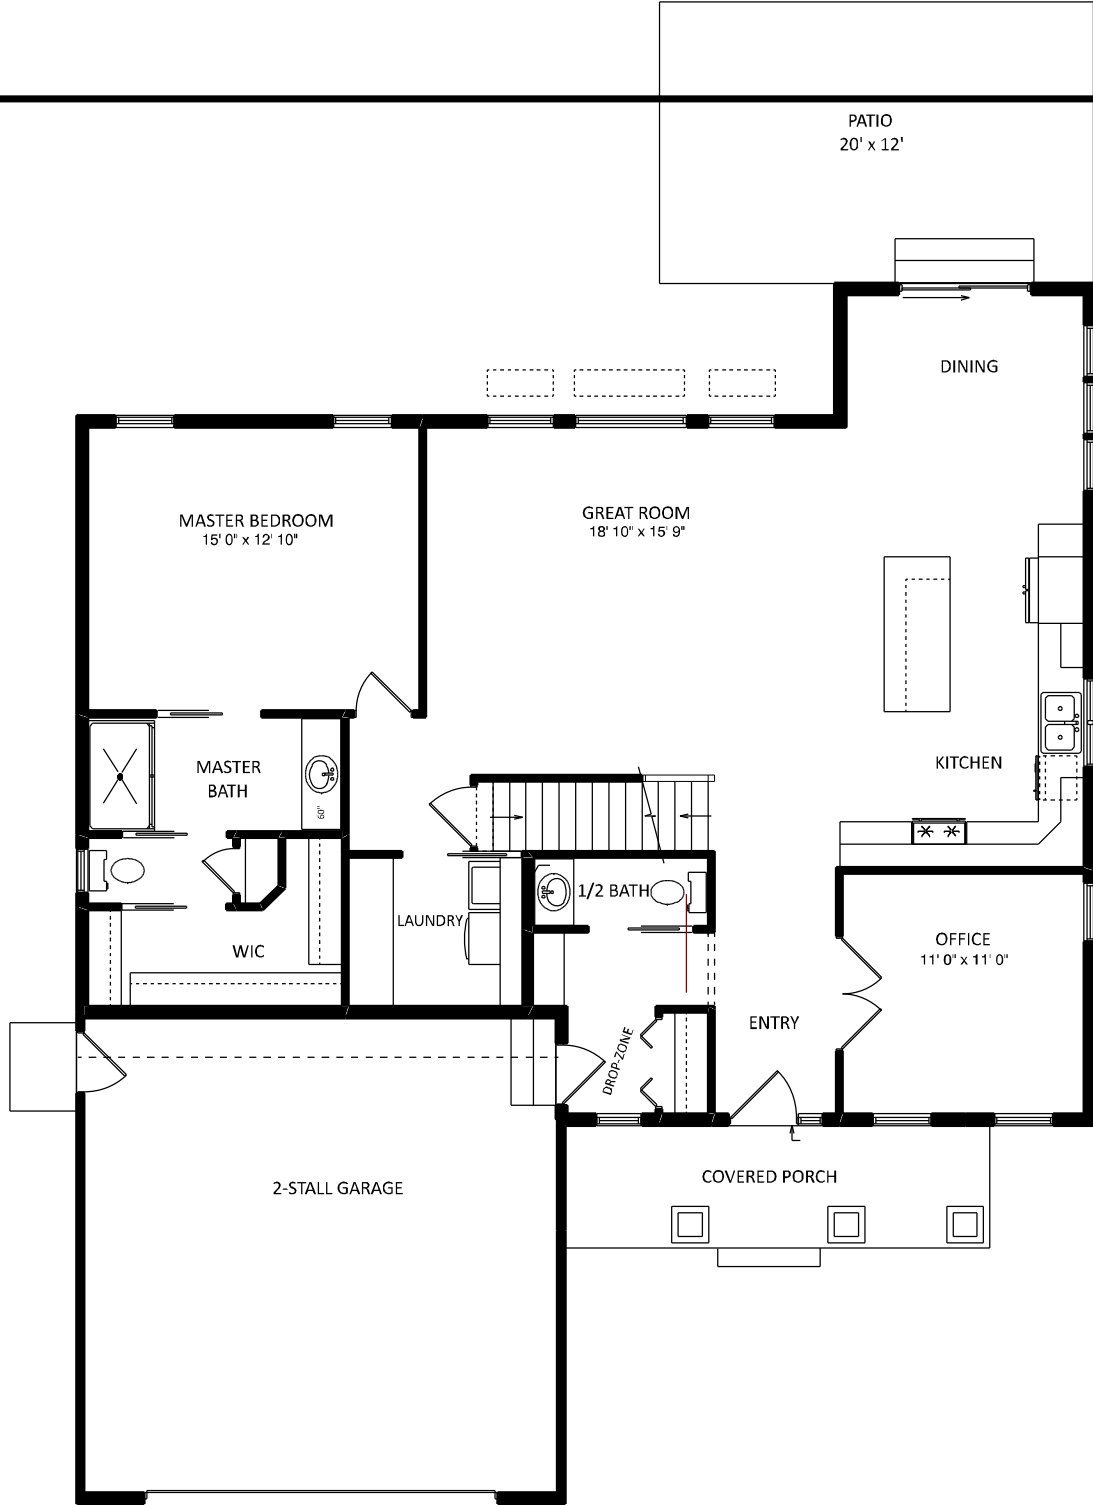 PATIO
20' x 12'
DINING
MASTER BEDROOM
15' 0" x 12' 10"
GREAT ROOM
18' 10" x 15' 9"
KITCHEN
MASTER
BATH
60"
1/2 BATH
LAUNDRY
WIC
OFFICE
11' 0" x 11' 0"
ENTRY
DROP-ZONE
COVERED PORCH
2-STALL GARAGE